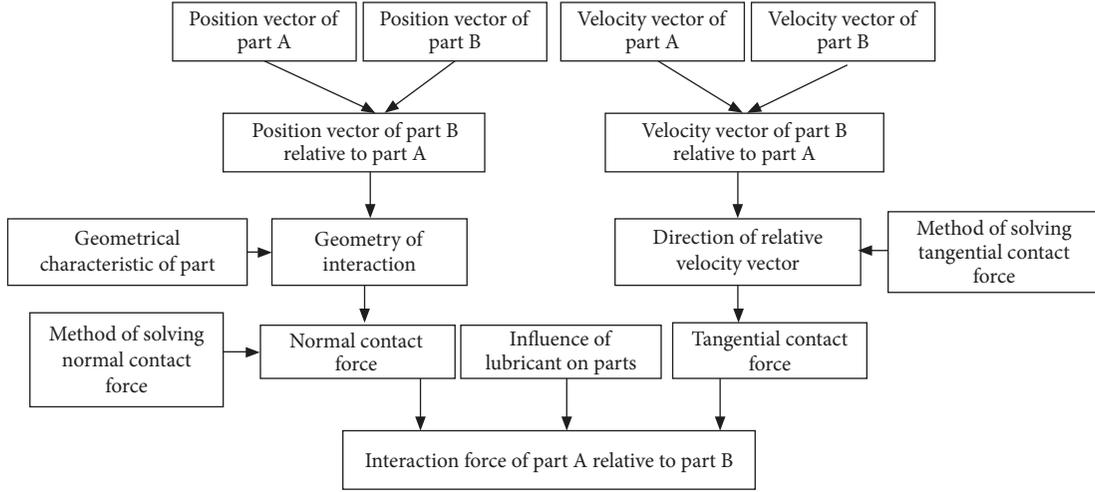 Position vector of
part A
Position vector of
part B
Velocity vector of
part A
Velocity vector of
part B
Position vector of part B
relative to part A
Velocity vector of part B
relative to part A
Geometrical
characteristic of part
Geometry of
interaction
Direction of relative
velocity vector
Method of solving
tangential contact
force
Method of solving
normal contact
force
Normal contact
force
Influence of
lubricant on parts
Tangential contact
force
Interaction force of part A relative to part B